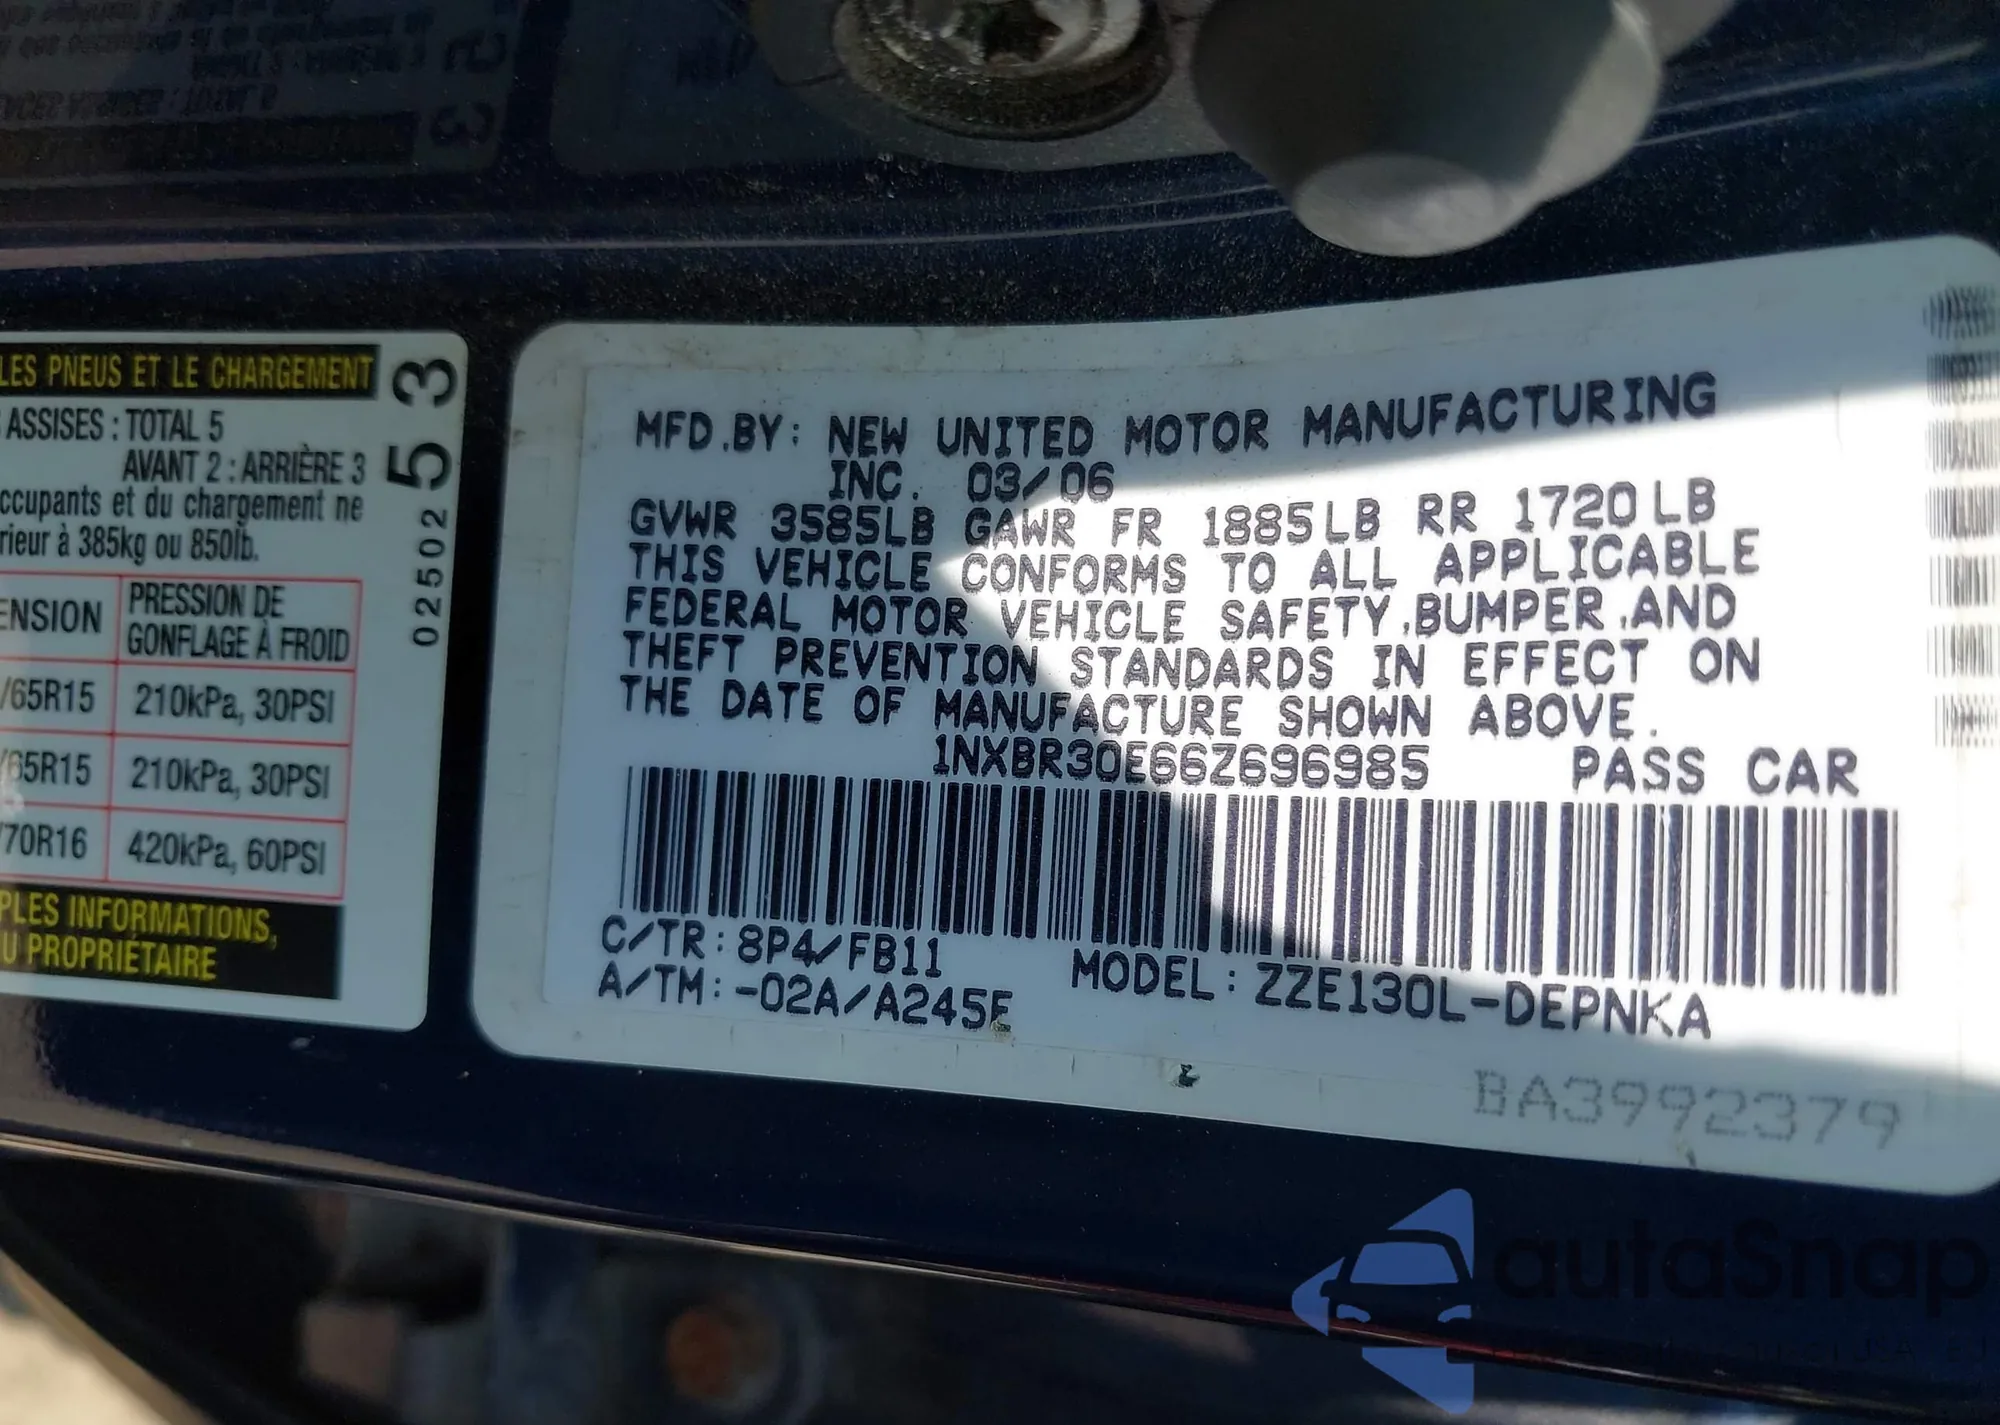 LES PNEUS ET LE CHARGEMENT
ASSISES : TOTAL 5
AVANT 2 : ARRIÈRE 3
ccupants et du chargement ne
rieur à 385kg ou 850lb.
ENSION PRESSION DE
GONFLAGE À FROID
/65R15 210kPa, 30PSI
/65R15 210kPa, 30PSI
/70R16 420kPa, 60PSI
PLES INFORMATIONS,
U PROPRIÉTAIRE
02502 53
MFD.BY: NEW UNITED MOTOR MANUFACTURING
INC. 03/06
GVWR 3585LB GAWR FR 1885LB RR 1720LB
THIS VEHICLE CONFORMS TO ALL APPLICABLE
FEDERAL MOTOR VEHICLE SAFETY,BUMPER,AND
THEFT PREVENTION STANDARDS IN EFFECT ON
THE DATE OF MANUFACTURE SHOWN ABOVE.
1NXBR30E66Z696985 PASS CAR
C/TR: 8P4/FB11
A/TM: -02A/A245E
MODEL: ZZE130L-DEPNKA
BA3992379
autaSnap